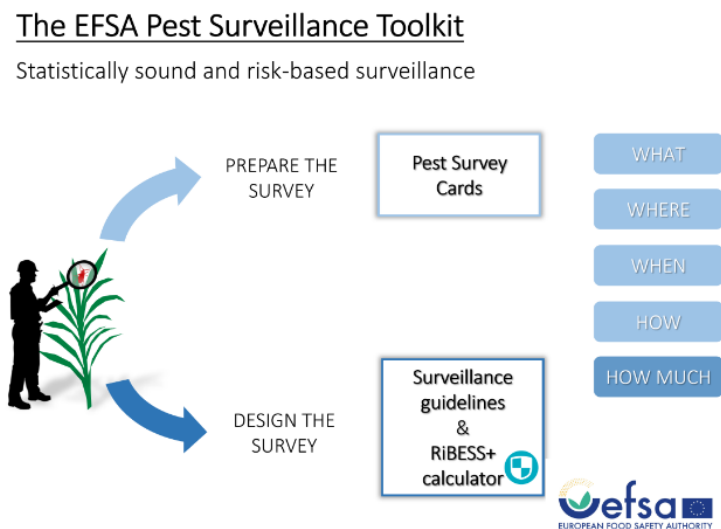 The EFSA Pest Surveillance Toolkit
Statistically sound and risk-based surveillance
PREPARE THE
SURVEY
Pest Survey
Cards
WHAT
WHERE
WHEN
HOW
HOW MUCH
DESIGN THE
SURVEY
Surveillance
guidelines
&
RiBESS+
calculator
efsa
EUROPEAN FOOD SAFETY AUTHORITY